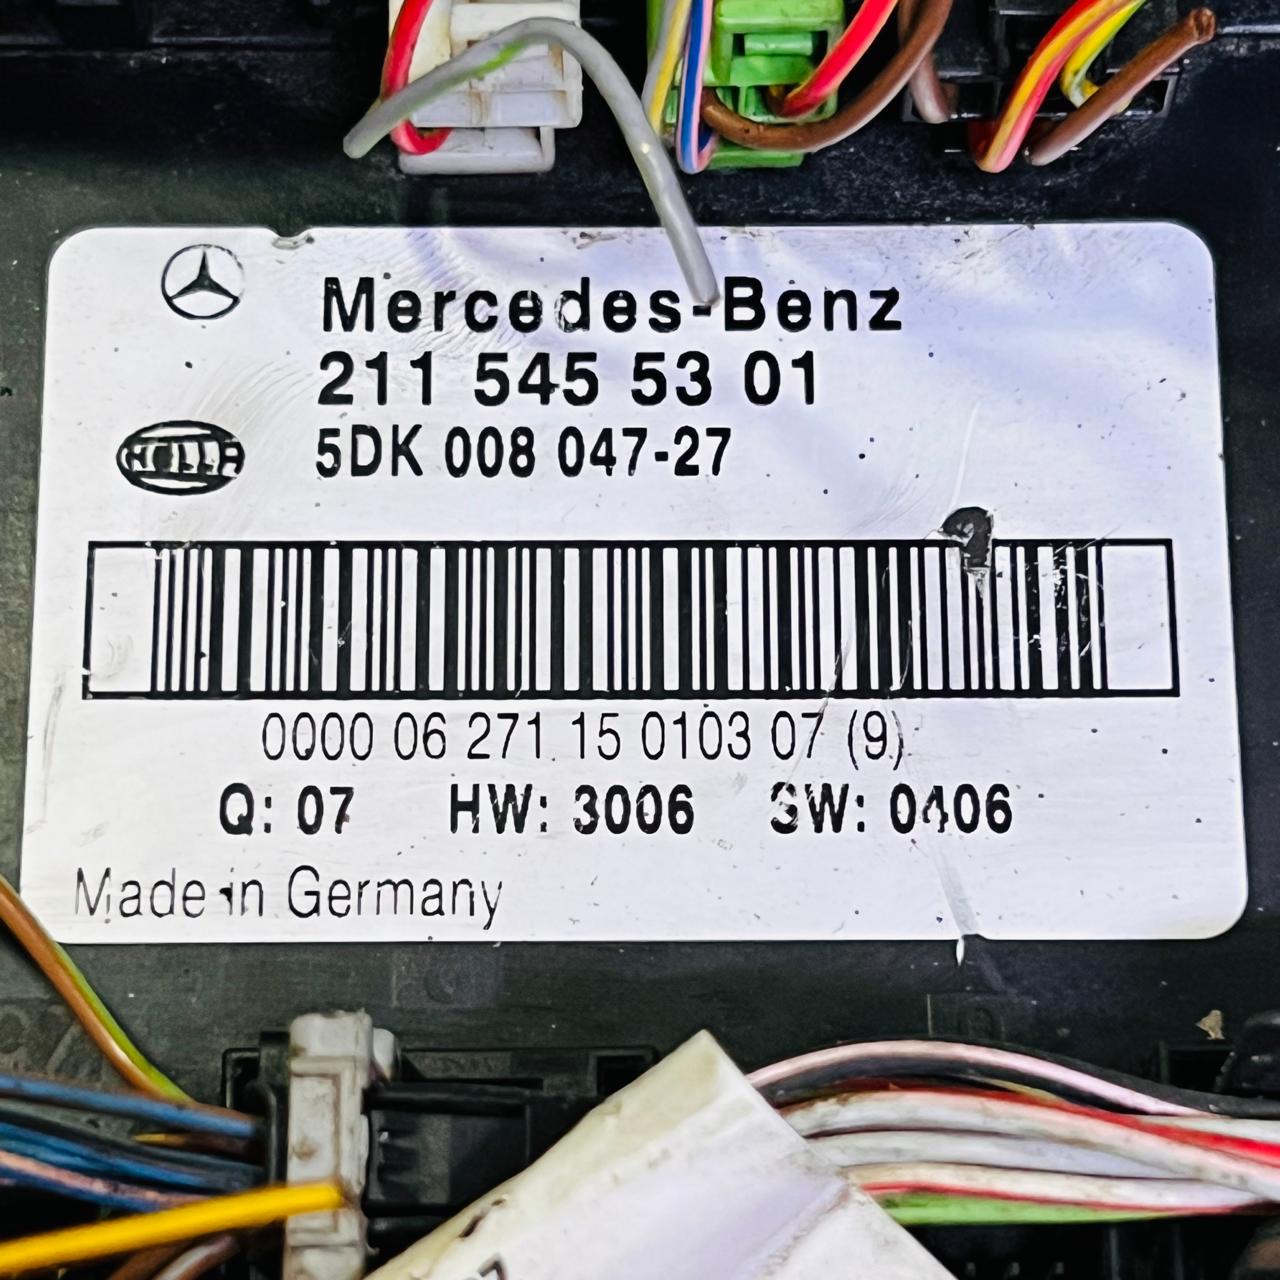 Mercedes-Benz
211 545 53 01
HELLA
5DK 008 047-27
0000 06 271 15 0103 07 (9)
Q: 07 HW: 3006 SW: 0406
Made in Germany